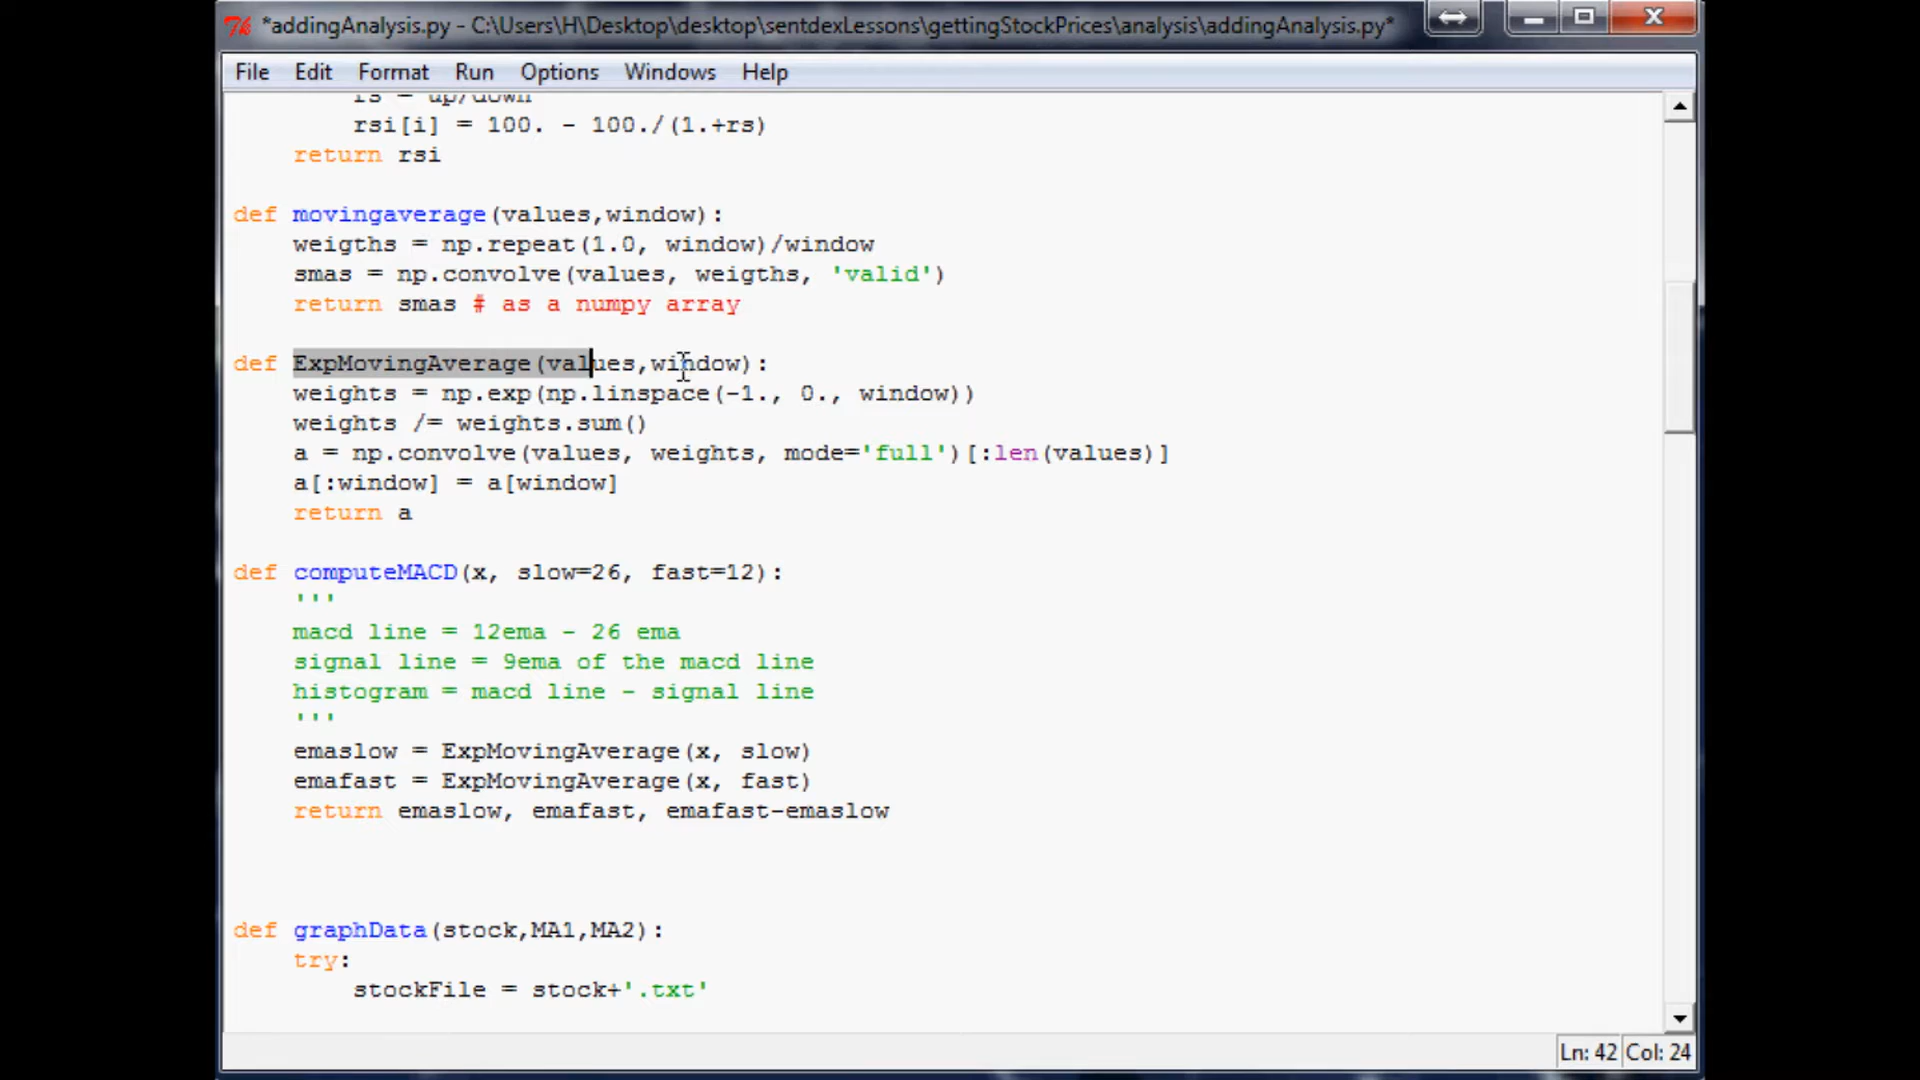 *addingAnalysis.py - C:\Users\H\Desktop\desktop\sentdexLessons\gettingStockPrices\analysis\addingAnalysis.py*
File Edit Format Run Options Windows Help
rs = up/down
rsi[i] = 100. - 100./(1.+rs)
return rsi
def movingaverage(values,window):
weigths = np.repeat(1.0, window)/window
smas = np.convolve(values, weigths, 'valid')
return smas # as a numpy array
def ExpMovingAverage(values,window):
weights = np.exp(np.linspace(-1., 0., window))
weights /= weights.sum()
a = np.convolve(values, weights, mode='full')[:len(values)]
a[:window] = a[window]
return a
def computeMACD(x, slow=26, fast=12):
'''
macd line = 12ema - 26 ema
signal line = 9ema of the macd line
histogram = macd line - signal line
'''
emaslow = ExpMovingAverage(x, slow)
emafast = ExpMovingAverage(x, fast)
return emaslow, emafast, emafast-emaslow
def graphData(stock,MA1,MA2):
try:
stockFile = stock+'.txt'
Ln: 42 Col: 24